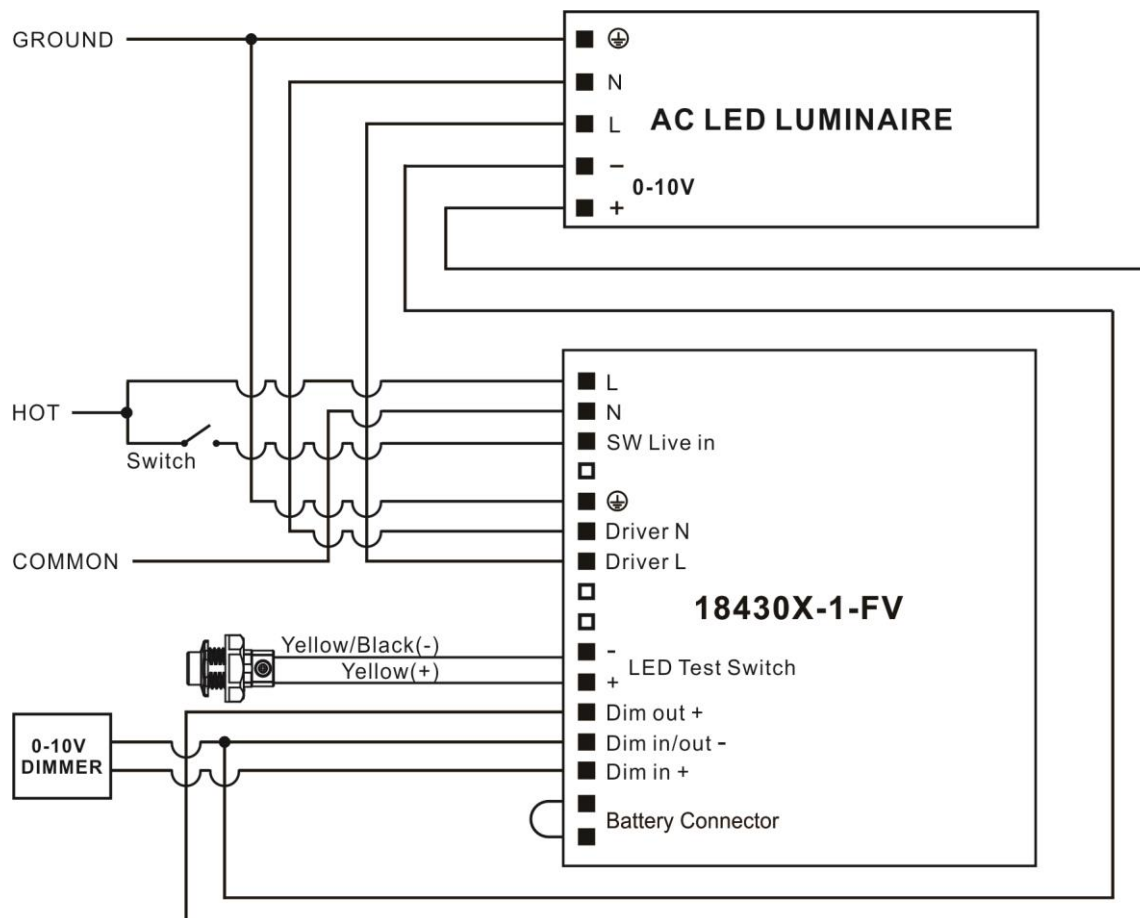 GROUND
N
L
AC LED LUMINAIRE
−
0-10V
+
L
HOT
N
SW Live in
Switch
Driver N
COMMON
Driver L
18430X-1-FV
Yellow/Black(-)
-
LED Test Switch
Yellow(+)
+
Dim out +
0-10V
DIMMER
Dim in/out -
Dim in +
Battery Connector